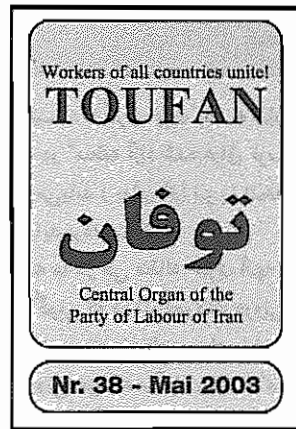 Workers of all countries unite!
TOUFAN
توفان
Central Organ of the
Party of Labour of Iran
Nr. 38 - Mai 2003